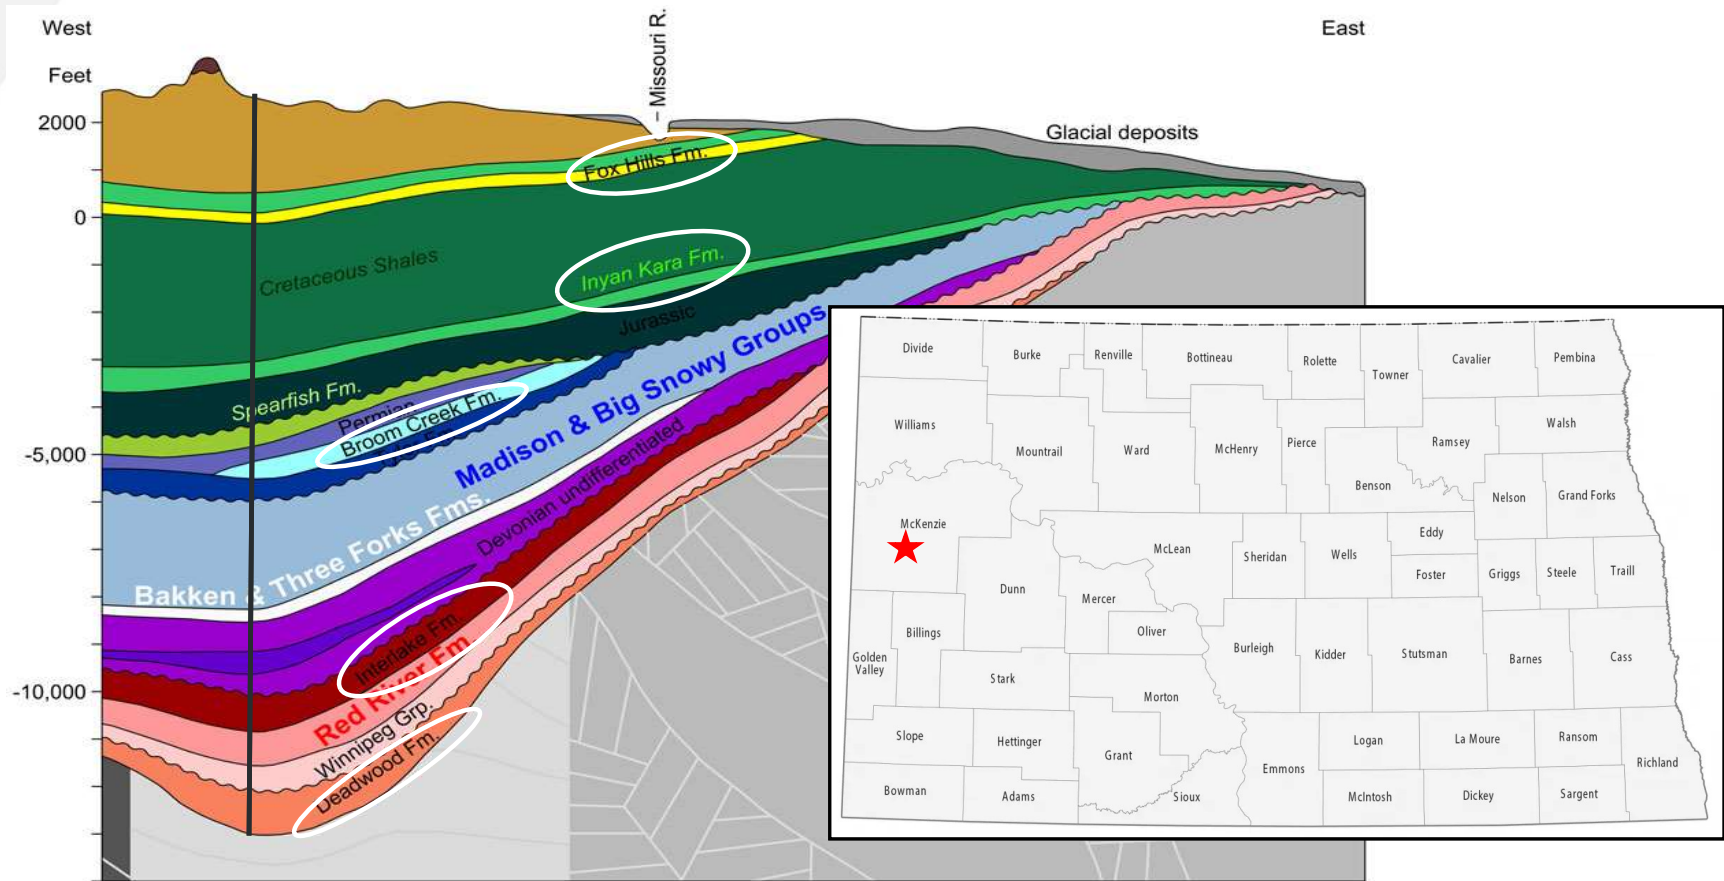 West
East
Feet
– Missouri R.
2000
0
-5,000
-10,000
Glacial deposits
Fox Hills Fm.
Cretaceous Shales
Inyan Kara Fm.
Jurassic
Spearfish Fm.
Permian
Broom Creek Fm.
Madison & Big Snowy Groups
Bakken & Three Forks Fms.
Devonian undifferentiated
Interlake Fm.
Red River Fm
Winnipeg Grp.
Deadwood Fm.
Divide
Burke
Renville
Bottineau
Rolette
Towner
Cavalier
Pembina
Williams
Mountrail
Ward
McHenry
Pierce
Benson
Ramsey
Walsh
Nelson
Grand Forks
McKenzie
McLean
Sheridan
Wells
Eddy
Foster
Griggs
Steele
Traill
Dunn
Mercer
Oliver
Billings
Golden
Valley
Stark
Morton
Burleigh
Kidder
Stutsman
Barnes
Cass
Slope
Hettinger
Grant
Emmons
Logan
La Moure
Ransom
Richland
Bowman
Adams
Sioux
McIntosh
Dickey
Sargent